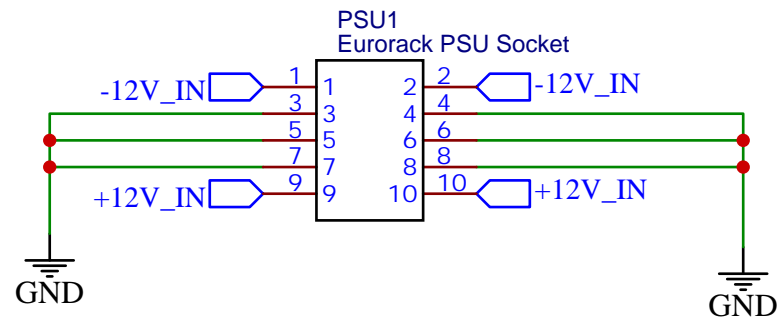 PSU1
Eurorack PSU Socket
-12V_IN 1 1 2 2 -12V_IN
3 3 4 4
5 5 6 6
7 7 8 8
+12V_IN 9 9 10 10 +12V_IN
GND GND